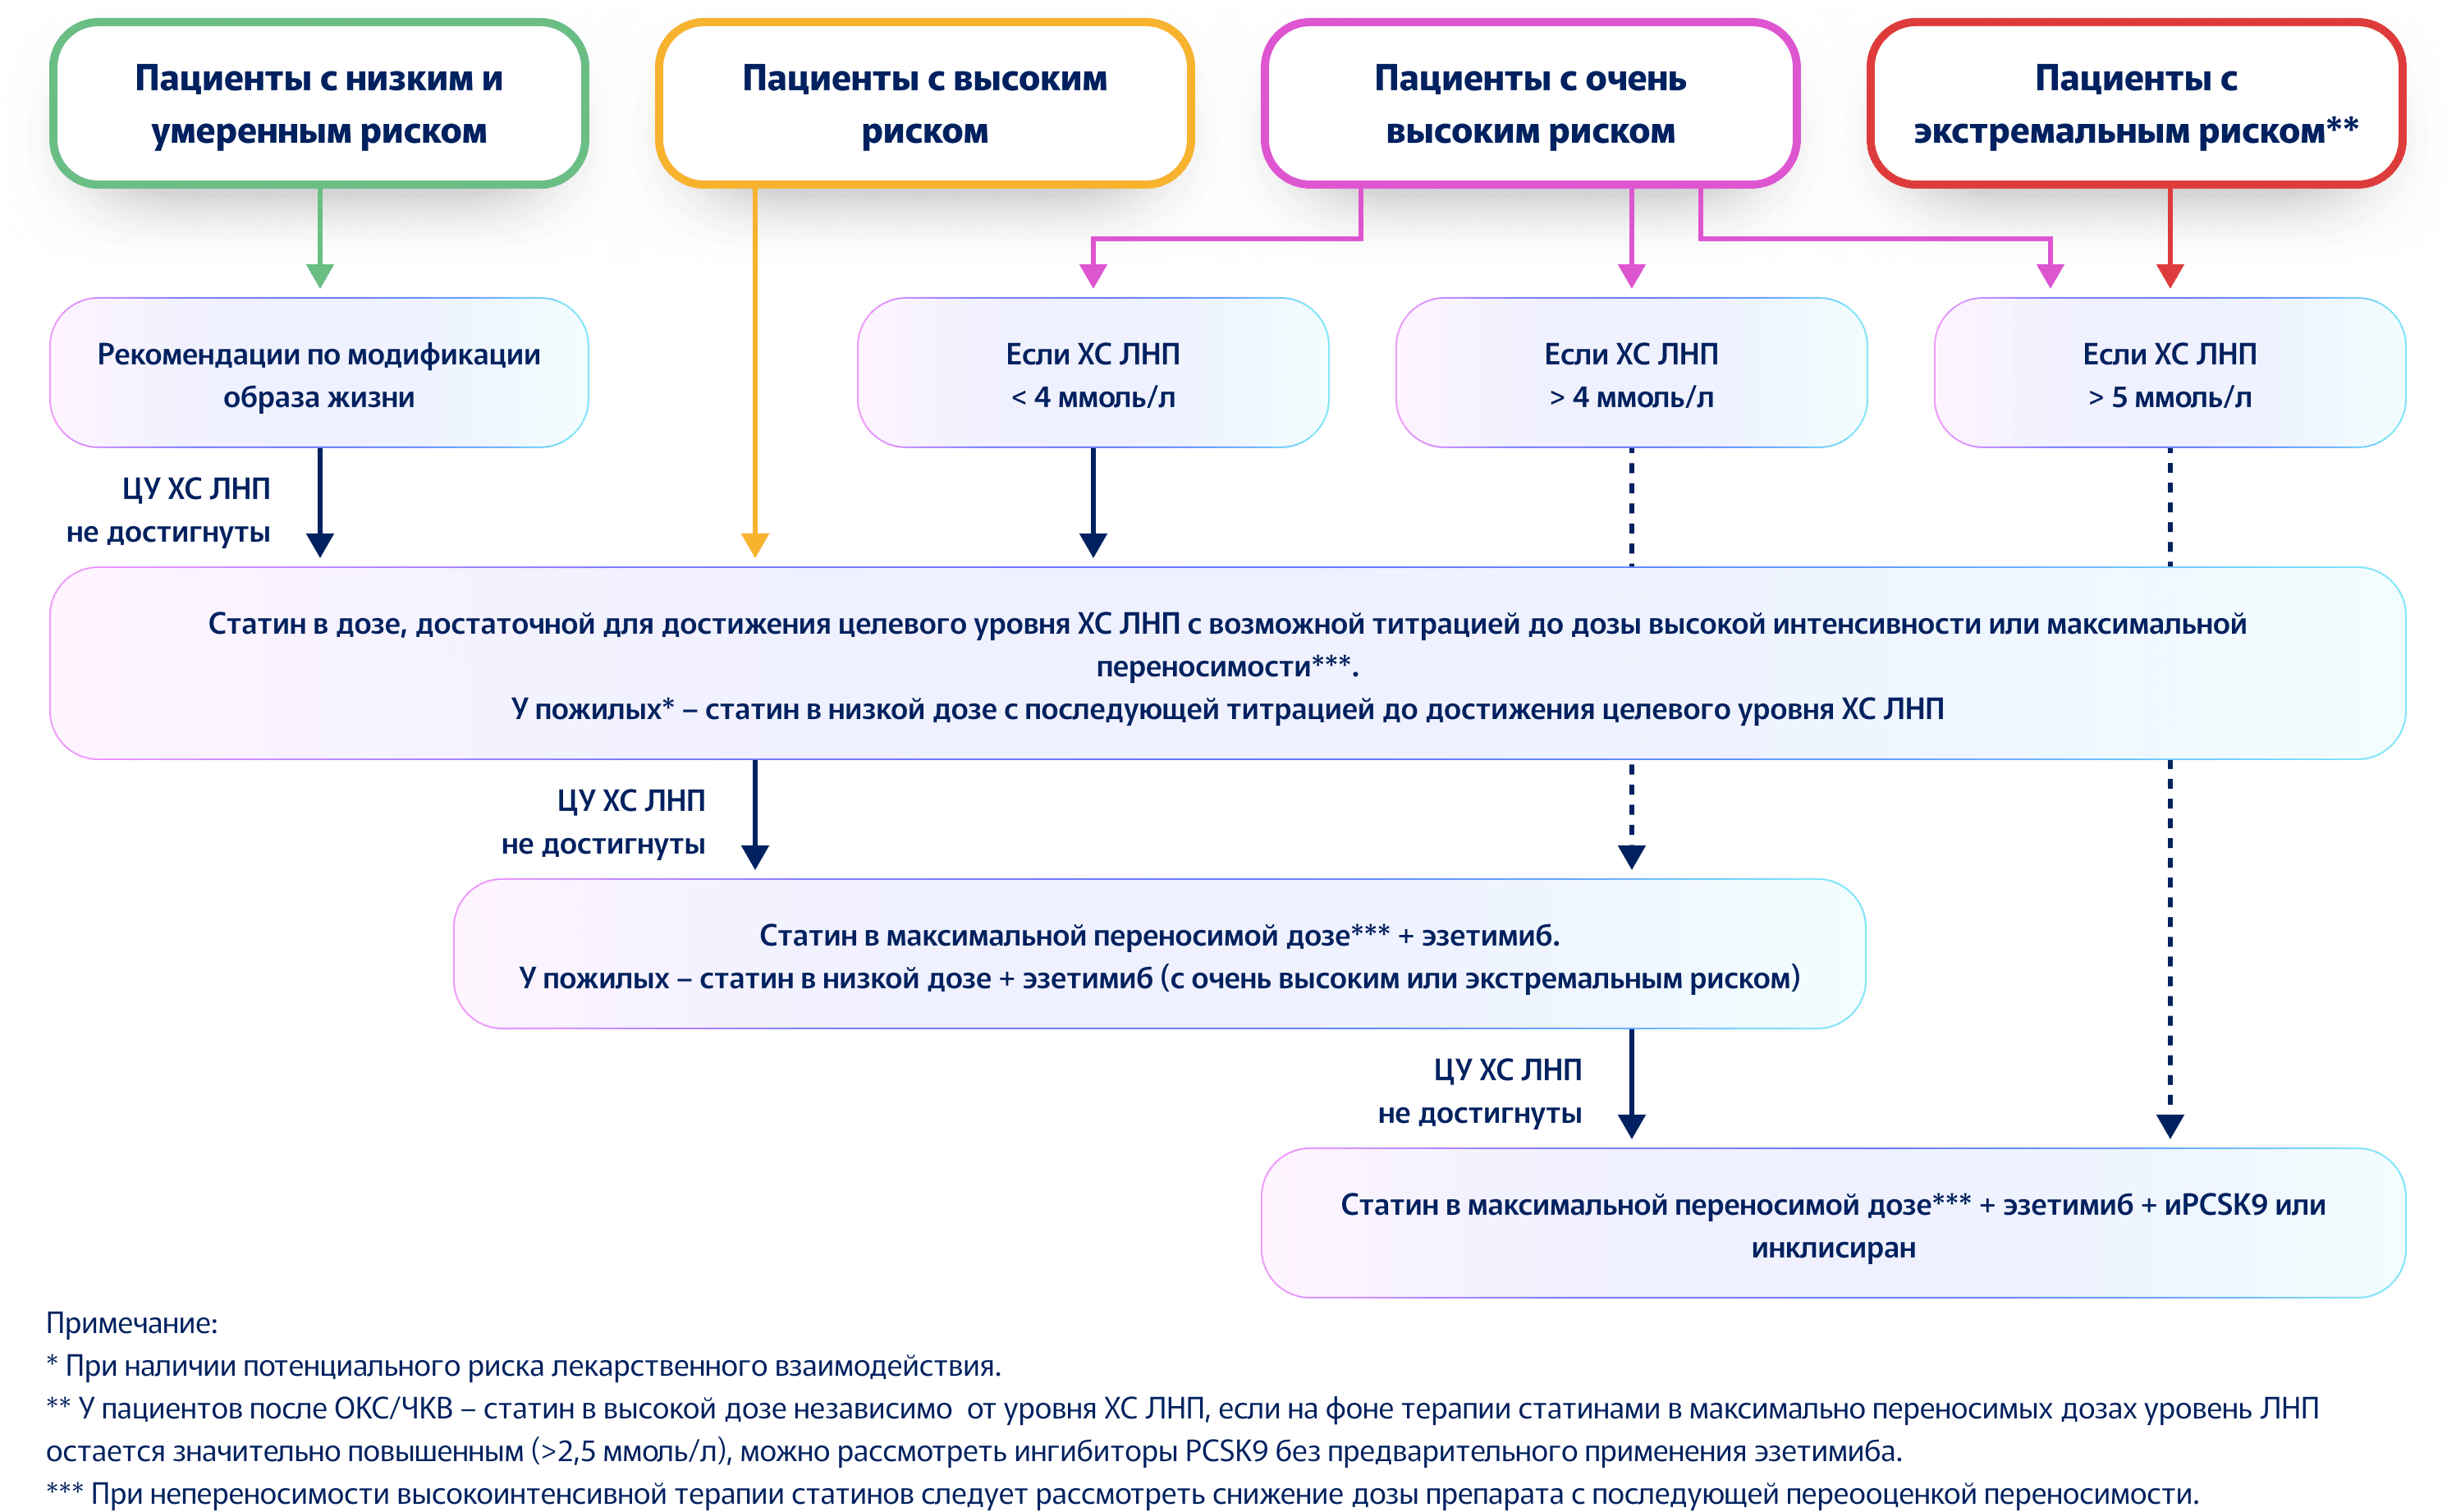 Пациенты с низким и
умеренным риском
Пациенты с высоким
риском
Пациенты с очень
высоким риском
Пациенты с
экстремальным риском**
Рекомендации по модификации
образа жизни
Если ХС ЛНП
< 4 ммоль/л
Если ХС ЛНП
> 4 ммоль/л
Если ХС ЛНП
> 5 ммоль/л
ЦУ ХС ЛНП
не достигнуты
Статин в дозе, достаточной для достижения целевого уровня ХС ЛНП с возможной титрацией до дозы высокой интенсивности или максимальной
переносимости***.
У пожилых* – статин в низкой дозе с последующей титрацией до достижения целевого уровня ХС ЛНП
ЦУ ХС ЛНП
не достигнуты
Статин в максимальной переносимой дозе*** + эзетимиб.
У пожилых – статин в низкой дозе + эзетимиб (с очень высоким или экстремальным риском)
ЦУ ХС ЛНП
не достигнуты
Статин в максимальной переносимой дозе*** + эзетимиб + иPCSK9 или
инклисиран
Примечание:
* При наличии потенциального риска лекарственного взаимодействия.
** У пациентов после ОКС/ЧКВ – статин в высокой дозе независимо от уровня ХС ЛНП, если на фоне терапии статинами в максимально переносимых дозах уровень ЛНП
остается значительно повышенным (>2,5 ммоль/л), можно рассмотреть ингибиторы PCSK9 без предварительного применения эзетимиба.
*** При непереносимости высокоинтенсивной терапии статинов следует рассмотреть снижение дозы препарата с последующей переооценкой переносимости.